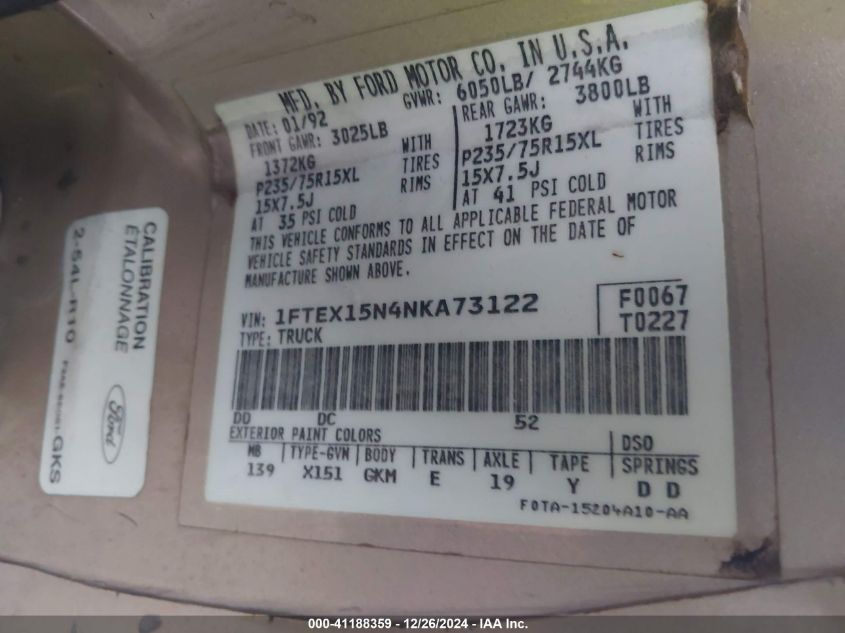 MFD. BY FORD MOTOR CO. IN U.S.A.
DATE: 01/92 GVWR: 6050LB/ 2744KG
FRONT GAWR: 3025LB
1372KG WITH
P235/75R15XL TIRES
15X7.5J RIMS
AT 35 PSI COLD
REAR GAWR: 3800LB
1723KG WITH
P235/75R15XL TIRES
15X7.5J RIMS
AT 41 PSI COLD
THIS VEHICLE CONFORMS TO ALL APPLICABLE FEDERAL MOTOR
VEHICLE SAFETY STANDARDS IN EFFECT ON THE DATE OF
MANUFACTURE SHOWN ABOVE.
VIN: 1FTEX15N4NKA73122
TYPE: TRUCK
F0067
T0227
DD DC 52
EXTERIOR PAINT COLORS DSO
WB TYPE-GVW BODY TRANS AXLE TAPE SPRINGS
139 X151 GKM E 19 Y D D
F0TA-15204A10-AA
CALIBRATION
ÉTALONNAGE
Ford
2-54L-R10
GKS
000-41188359 - 12/26/2024 - IAA Inc.